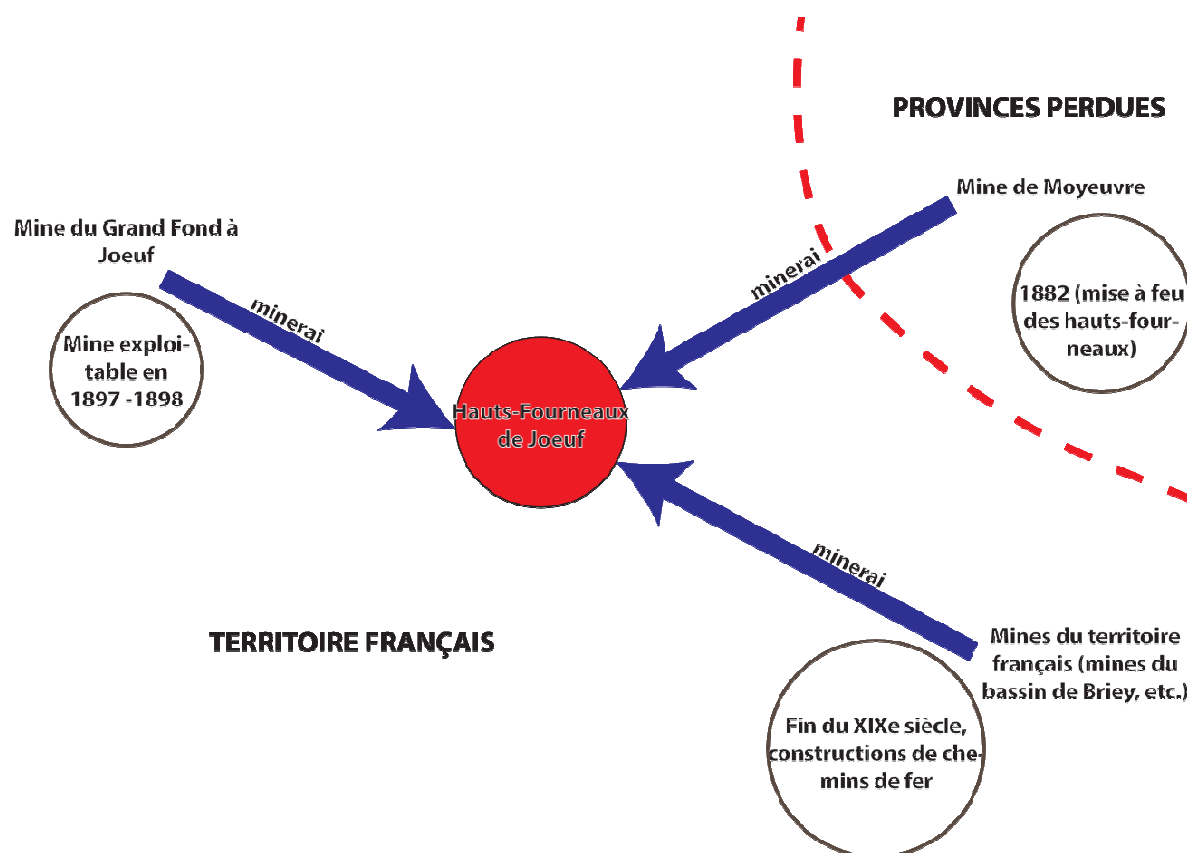 PROVINCES PERDUES
Mine de Moyeuvre
Mine du Grand Fond à
Joeuf
minerai
minerai
1882 (mise à feu
des hauts-four-
neaux)
Mine exploi-
table en
1897 -1898
Hauts-Fourneaux
de Joeuf
minerai
TERRITOIRE FRANÇAIS
Mines du territoire
français (mines du
bassin de Briey, etc.)
Fin du XIXe siècle,
constructions de che-
mins de fer